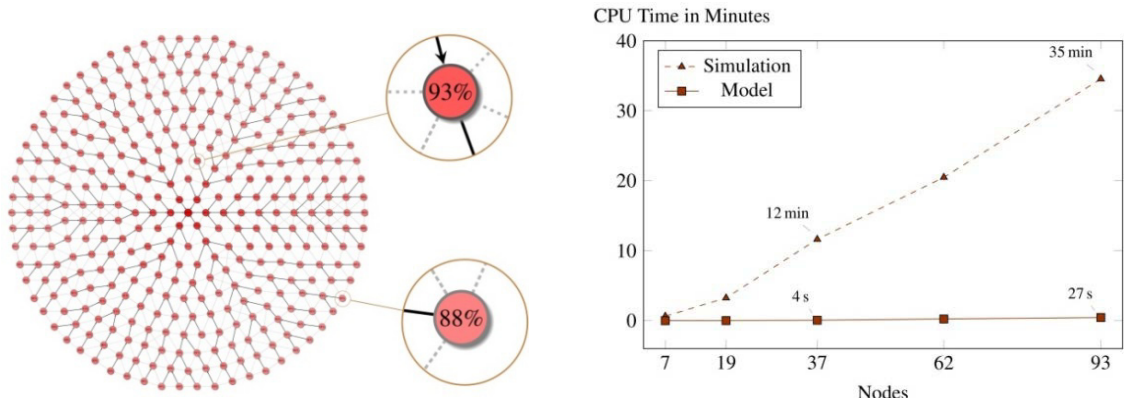 93%
88%
CPU Time in Minutes
40
30
20
10
0
Simulation
Model
35 min
12 min
4 s
27 s
7 19 37 62 93
Nodes